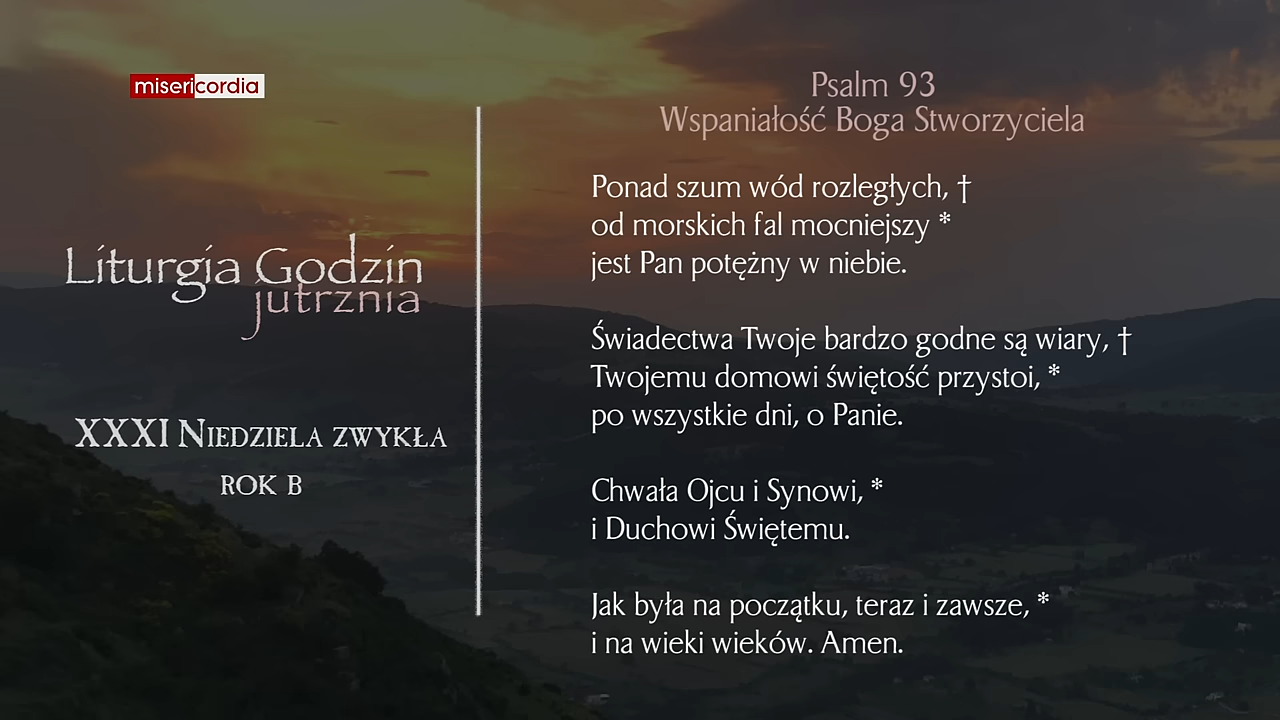 misericordia
Liturgia Godzin
jutrznia
XXXI Niedziela zwykła
rok B
Psalm 93
Wspaniałość Boga Stworzyciela
Ponad szum wód rozległych, †
od morskich fal mocniejszy *
jest Pan potężny w niebie.
Świadectwa Twoje bardzo godne są wiary, †
Twojemu domowi świętość przystoi, *
po wszystkie dni, o Panie.
Chwała Ojcu i Synowi, *
i Duchowi Świętemu.
Jak była na początku, teraz i zawsze, *
i na wieki wieków. Amen.